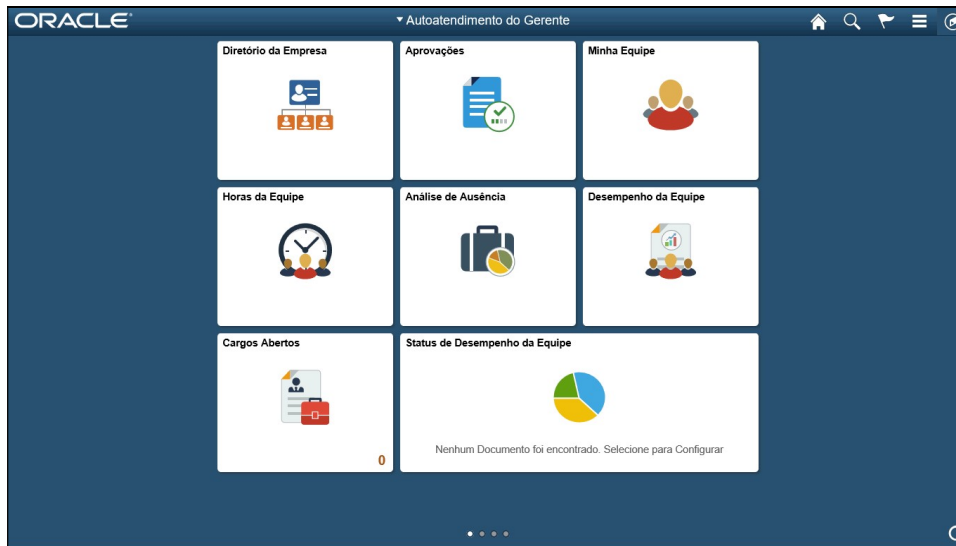 ORACLE
Autoatendimento do Gerente
Diretório da Empresa
Aprovações
Minha Equipe
Horas da Equipe
Análise de Ausência
Desempenho da Equipe
Cargos Abertos
0
Status de Desempenho da Equipe
Nenhum Documento foi encontrado. Selecione para Configurar